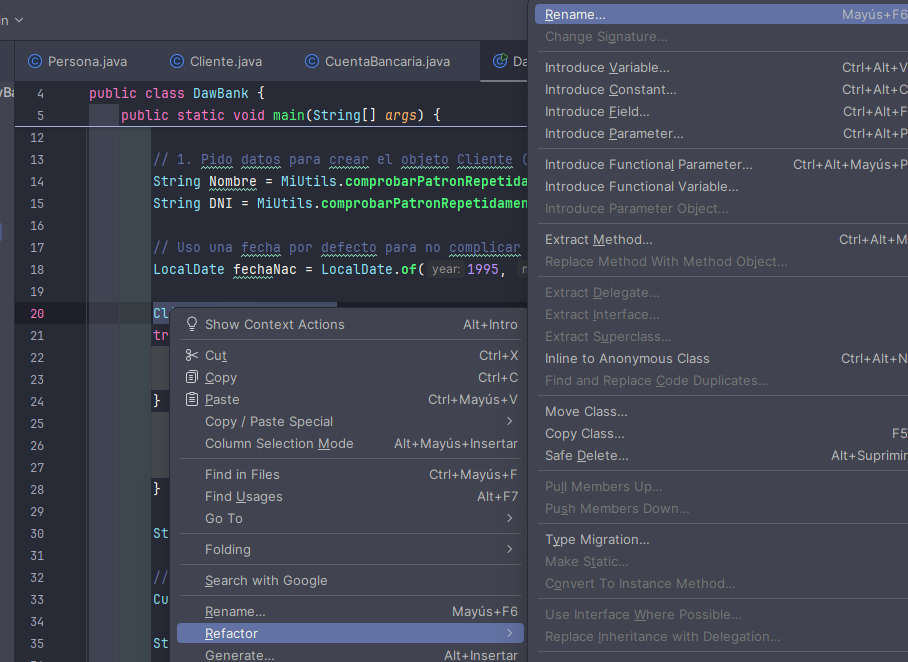 in
Persona.java
Cliente.java
CuentaBancaria.java
Da
4 public class DawBank {
5 public static void main(String[] args) {
12
13 // 1. Pido datos para crear el objeto Cliente (
14 String Nombre = MiUtils.comprobarPatronRepetida
15 String DNI = MiUtils.comprobarPatronRepetidamen
16
17 // Uso una fecha por defecto para no complicar
18 LocalDate fechaNac = LocalDate.of( year: 1995,
19
20 Cl
21 tr
22
23
24 }
25
26
27
28 }
29
30 St
31
32 //
33 Cu
34
35 St
Show Context Actions Alt+Intro
Cut Ctrl+X
Copy Ctrl+C
Paste Ctrl+Mayús+V
Copy / Paste Special
Column Selection Mode Alt+Mayús+Insertar
Find in Files Ctrl+Mayús+F
Find Usages Alt+F7
Go To
Folding
Search with Google
Rename... Mayús+F6
Refactor
Generate... Alt+Insertar
Rename... Mayús+F6
Change Signature...
Introduce Variable... Ctrl+Alt+V
Introduce Constant... Ctrl+Alt+C
Introduce Field... Ctrl+Alt+F
Introduce Parameter... Ctrl+Alt+P
Introduce Functional Parameter... Ctrl+Alt+Mayús+P
Introduce Functional Variable...
Introduce Parameter Object...
Extract Method... Ctrl+Alt+M
Replace Method With Method Object...
Extract Delegate...
Extract Interface...
Extract Superclass...
Inline to Anonymous Class Ctrl+Alt+N
Find and Replace Code Duplicates...
Move Class...
Copy Class... F5
Safe Delete... Alt+Suprimir
Pull Members Up...
Push Members Down...
Type Migration...
Make Static...
Convert To Instance Method...
Use Interface Where Possible...
Replace Inheritance with Delegation...